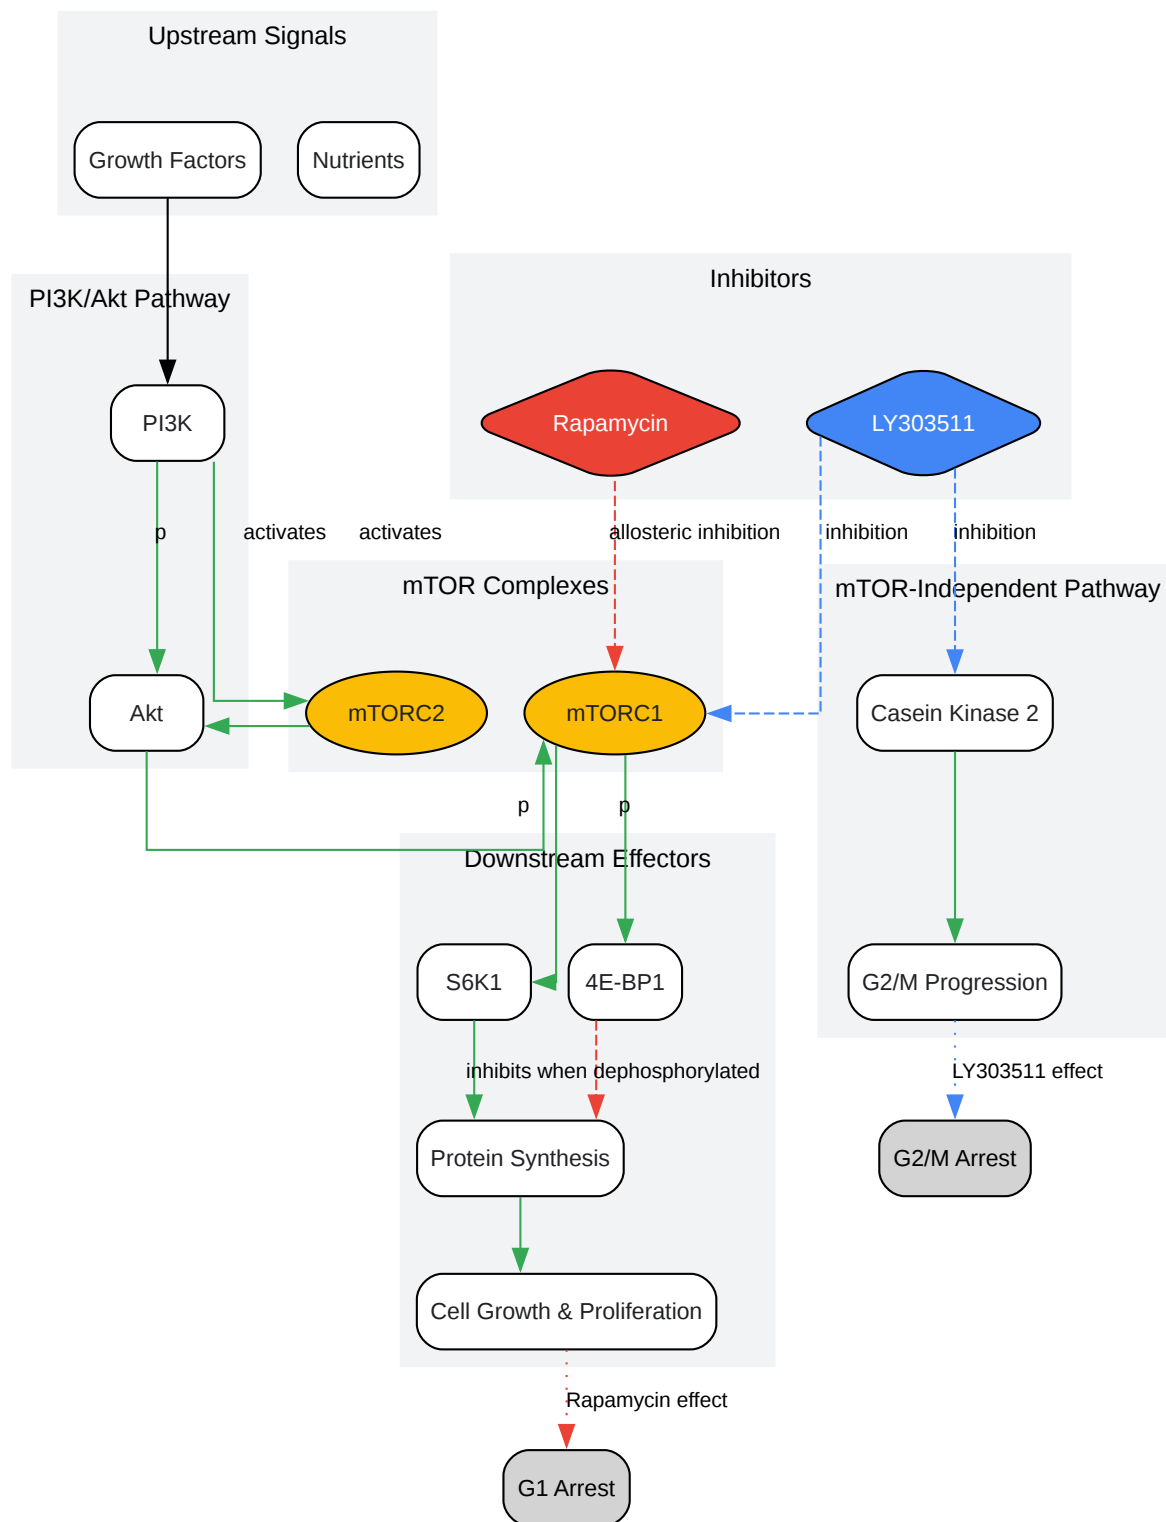 Upstream Signals
Growth Factors
Nutrients
Inhibitors
PI3K/Akt Pathway
PI3K
Rapamycin
LY303511
p
activates
activates
allosteric inhibition
inhibition
inhibition
mTOR Complexes
mTOR-Independent Pathway
Akt
mTORC2
mTORC1
Casein Kinase 2
p
p
Downstream Effectors
S6K1
4E-BP1
G2/M Progression
inhibits when dephosphorylated
LY303511 effect
Protein Synthesis
G2/M Arrest
Cell Growth & Proliferation
Rapamycin effect
G1 Arrest